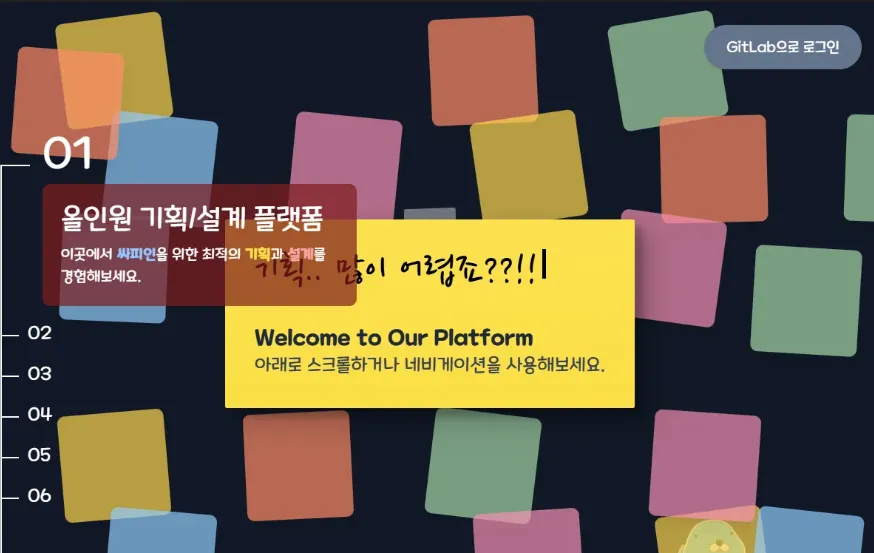 GitLab으로 로그인
01
올인원 기획/설계 플랫폼
이곳에서 싸피인을 위한 최적의 기획과 설계를
경험해보세요.
기획.. 많이 어렵죠??!!
Welcome to Our Platform
아래로 스크롤하거나 네비게이션을 사용해보세요.
02
03
04
05
06